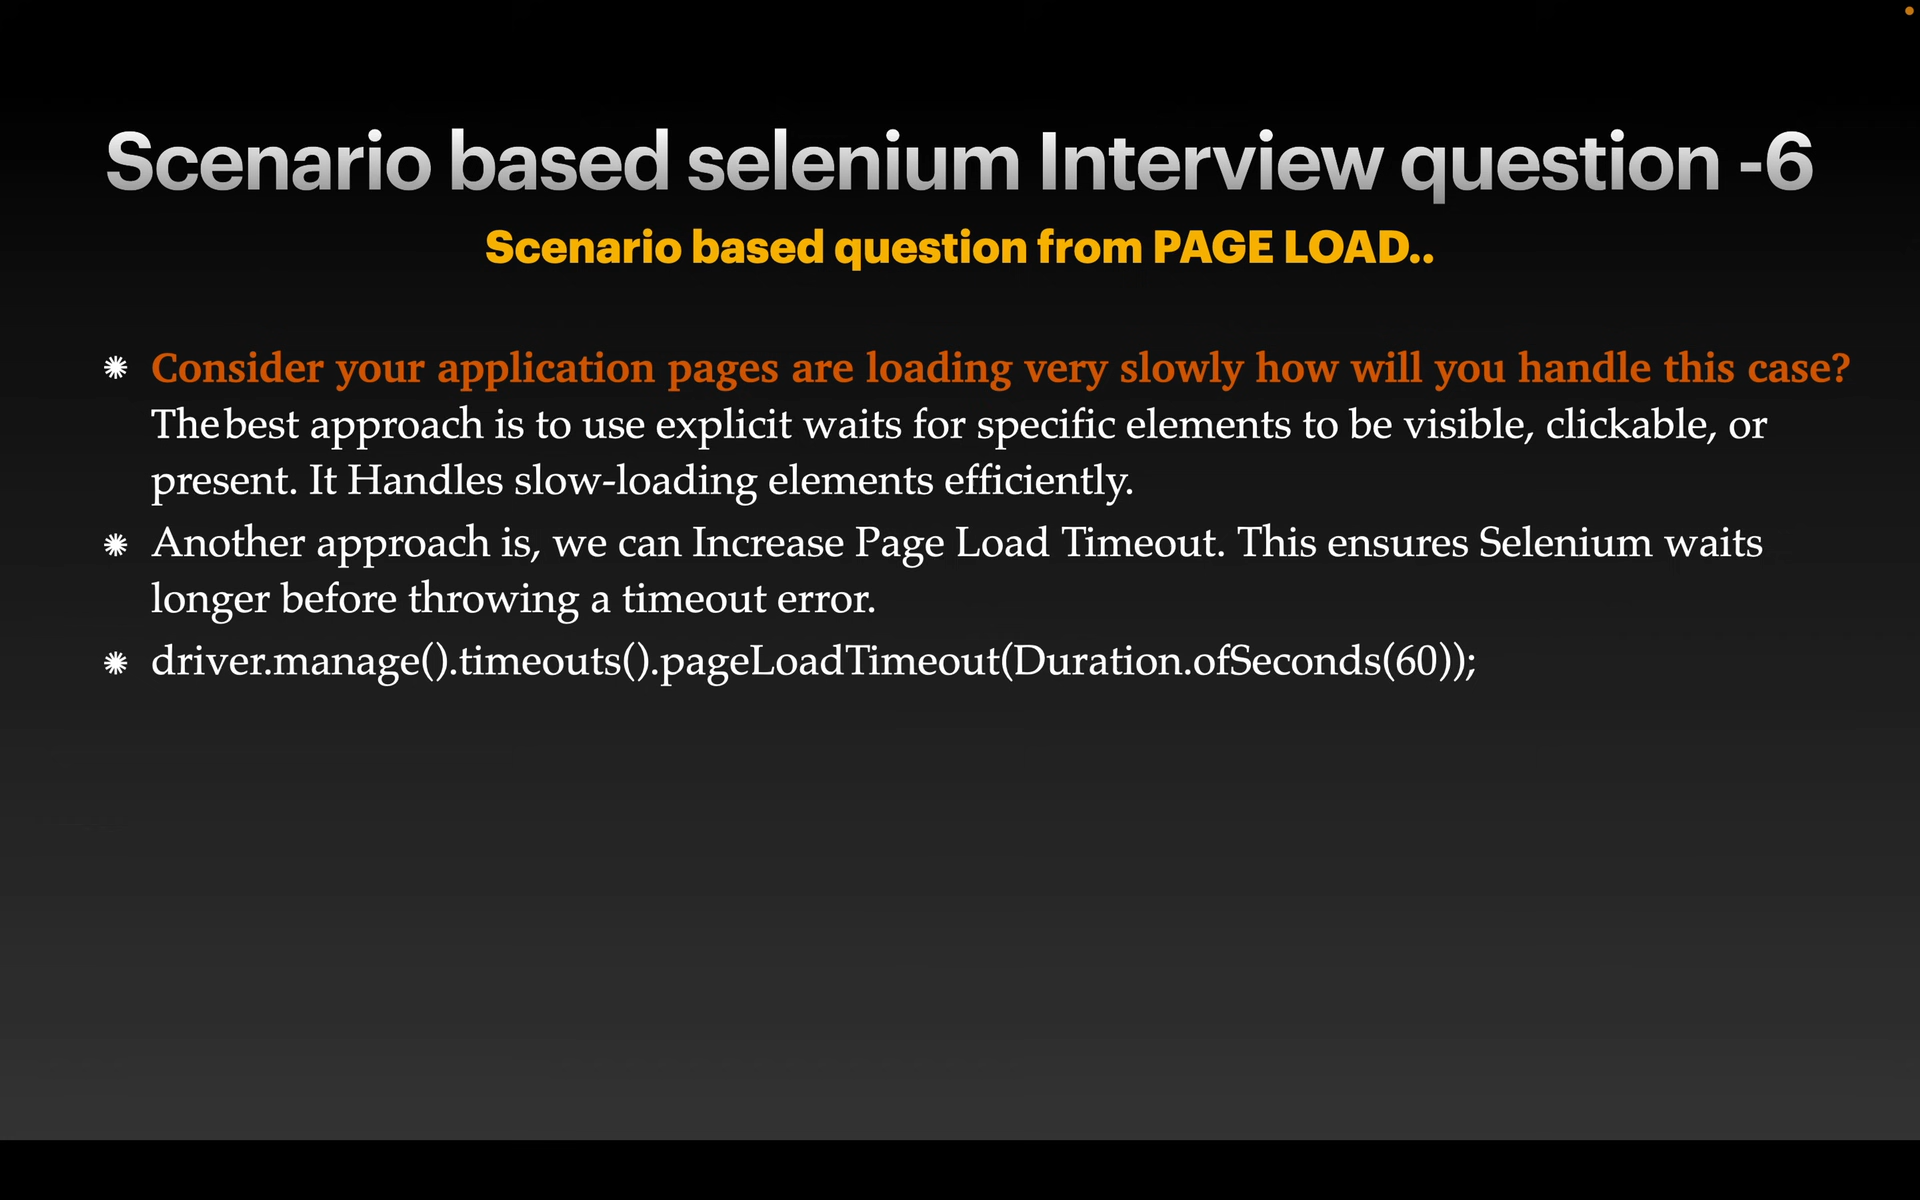 Scenario based selenium Interview question -6
Scenario based question from PAGE LOAD..
Consider your application pages are loading very slowly how will you handle this case?
The best approach is to use explicit waits for specific elements to be visible, clickable, or
present. It Handles slow-loading elements efficiently.
Another approach is, we can Increase Page Load Timeout. This ensures Selenium waits
longer before throwing a timeout error.
driver.manage().timeouts().pageLoadTimeout(Duration.ofSeconds(60));